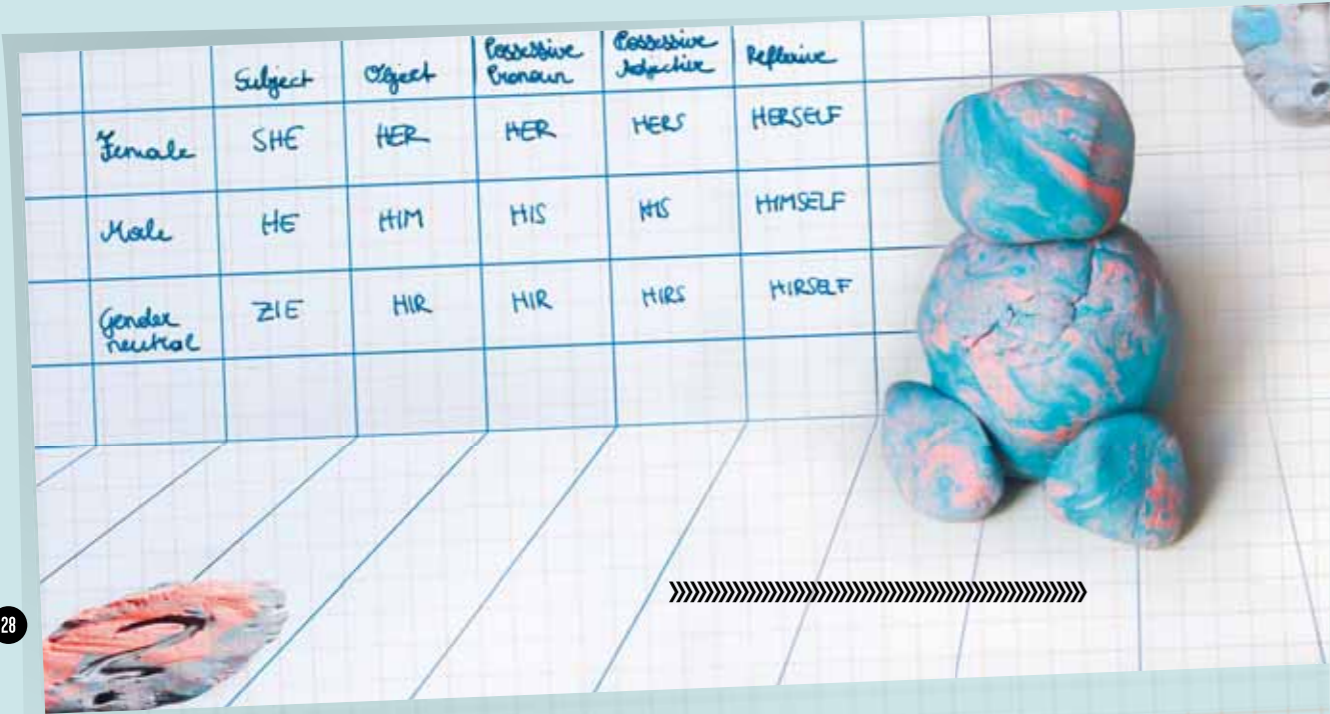 Subject Object Possessive Pronoun Possessive Adjective Reflexive
Female SHE HER HER HERS HERSELF
Male HE HIM HIS HIS HIMSELF
Gender neutral ZIE HIR HIR HIRS HIRSELF
28